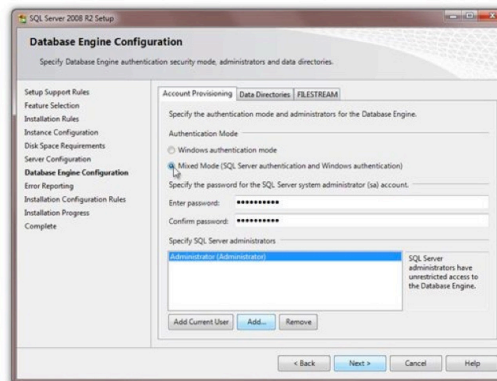 SQL Server 2008 R2 Setup
Database Engine Configuration
Specify Database Engine authentication security mode, administrators and data directories.
Setup Support Rules
Feature Selection
Installation Rules
Instance Configuration
Disk Space Requirements
Server Configuration
Database Engine Configuration
Error Reporting
Installation Configuration Rules
Installation Progress
Complete
Account Provisioning Data Directories FILESTREAM
Specify the authentication mode and administrators for the Database Engine.
Authentication Mode
Windows authentication mode
Mixed Mode (SQL Server authentication and Windows authentication)
Specify the password for the SQL Server system administrator (sa) account.
Enter password: ●●●●●●●●●●
Confirm password: ●●●●●●●●●●
Specify SQL Server administrators
Administrator (Administrator)
SQL Server
administrators have
unrestricted access to
the Database Engine.
Add Current User Add... Remove
< Back Next > Cancel Help